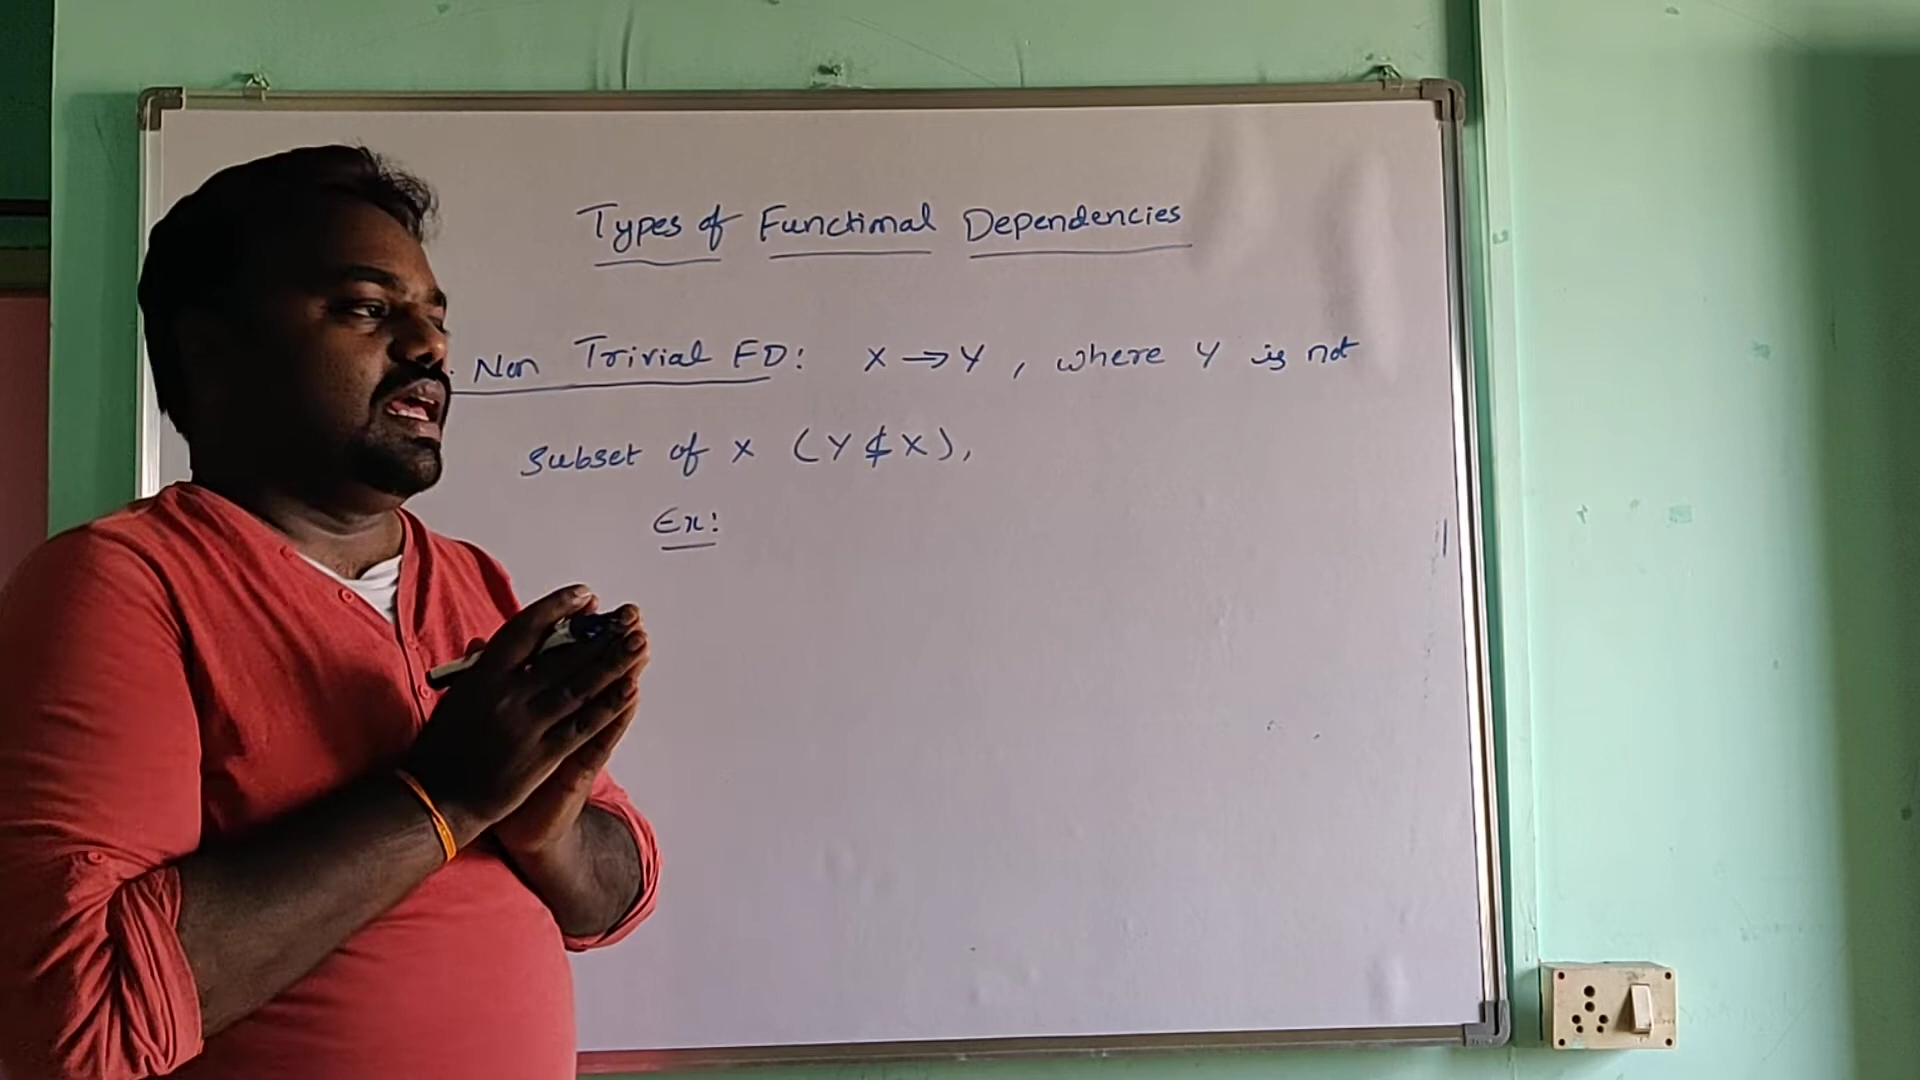 Types of Functional Dependencies
. Non Trivial FD: X → Y, where Y is not
subset of X (Y ⊄ X),
Ex: